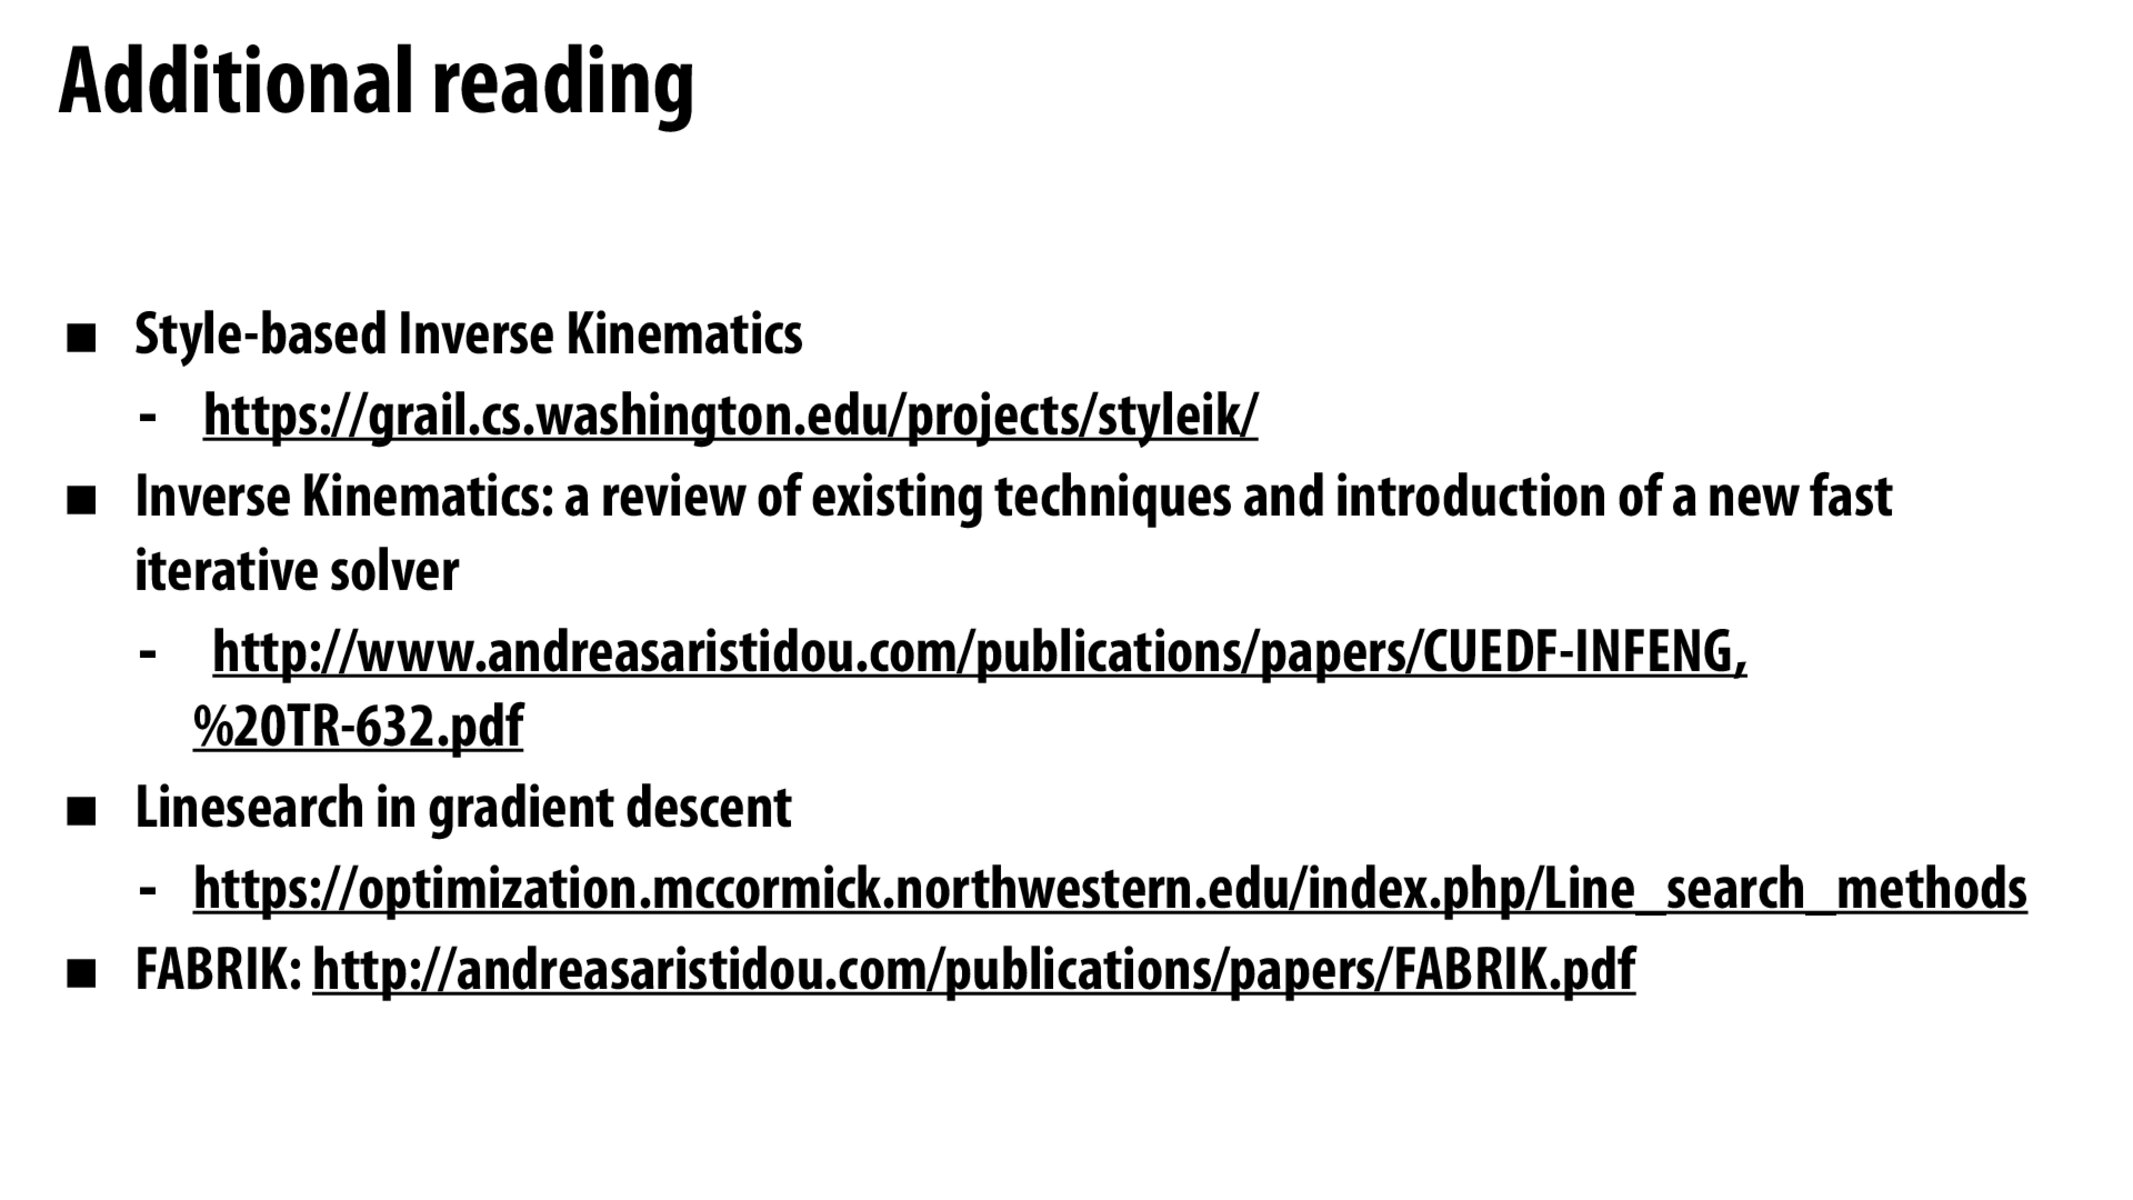 Additional reading
■ Style-based Inverse Kinematics
- https://grail.cs.washington.edu/projects/styleik/
■ Inverse Kinematics: a review of existing techniques and introduction of a new fast
iterative solver
- http://www.andreasaristidou.com/publications/papers/CUEDF-INFENG,
%20TR-632.pdf
■ Linesearch in gradient descent
- https://optimization.mccormick.northwestern.edu/index.php/Line_search_methods
■ FABRIK: http://andreasaristidou.com/publications/papers/FABRIK.pdf